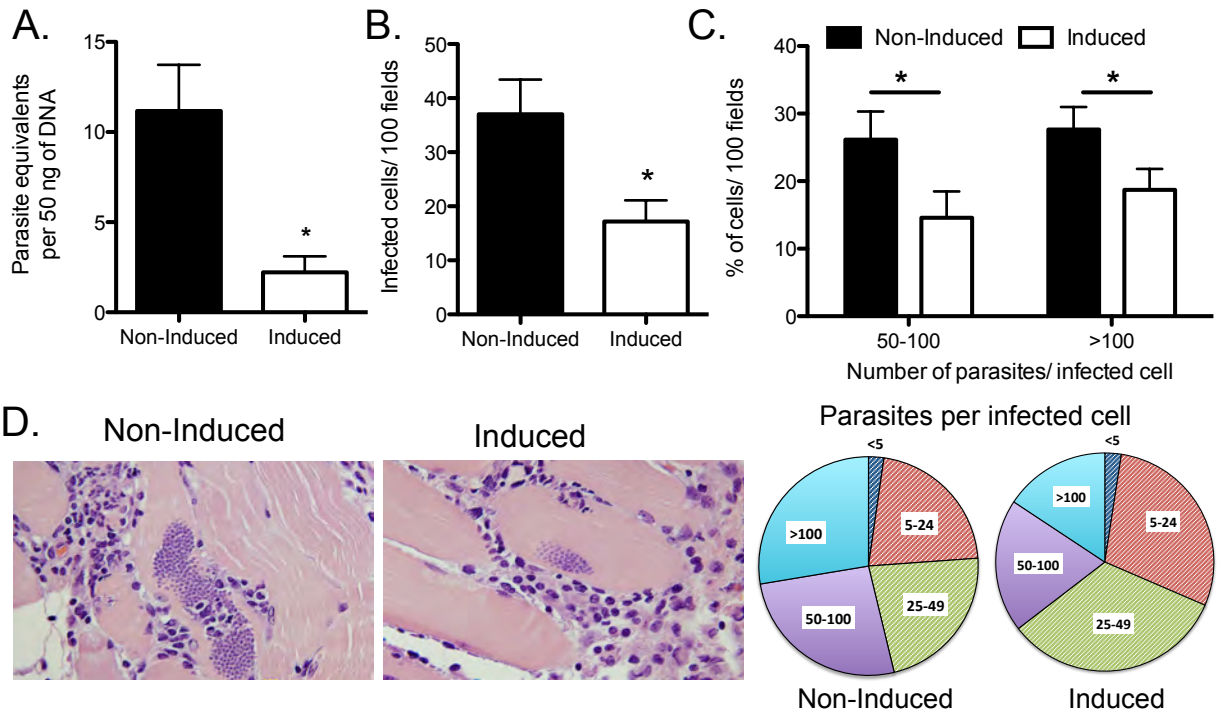 A.
Parasite equivalents
per 50 ng of DNA
15
10
5
0
Non-Induced
Induced
*
B.
Infected cells/ 100 fields
50
40
30
20
10
0
Non-Induced
Induced
*
C.
Non-Induced
Induced
% of cells/ 100 fields
40
30
20
10
0
*
*
50-100
>100
Number of parasites/ infected cell
D.
Non-Induced
Induced
Parasites per infected cell
<5
5-24
25-49
50-100
>100
Non-Induced
<5
5-24
25-49
50-100
>100
Induced